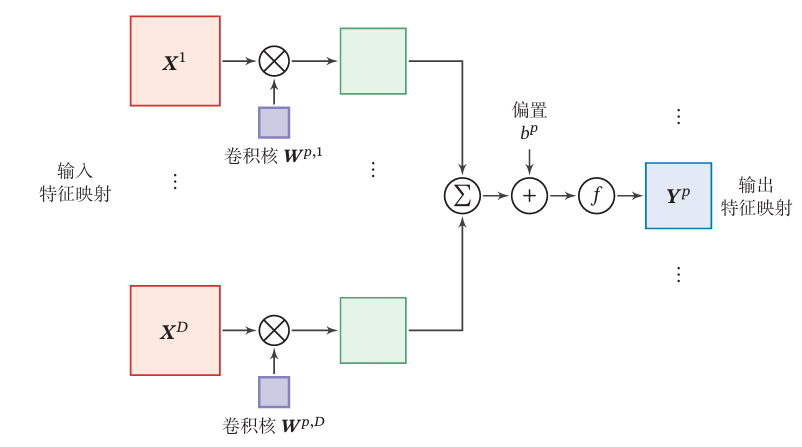 X^1
卷积核 W^{p,1}
输入
特征映射
⋮
⋮
∑
偏置
b^p
+
f
⋮
Y^p
输出
特征映射
⋮
X^D
卷积核 W^{p,D}